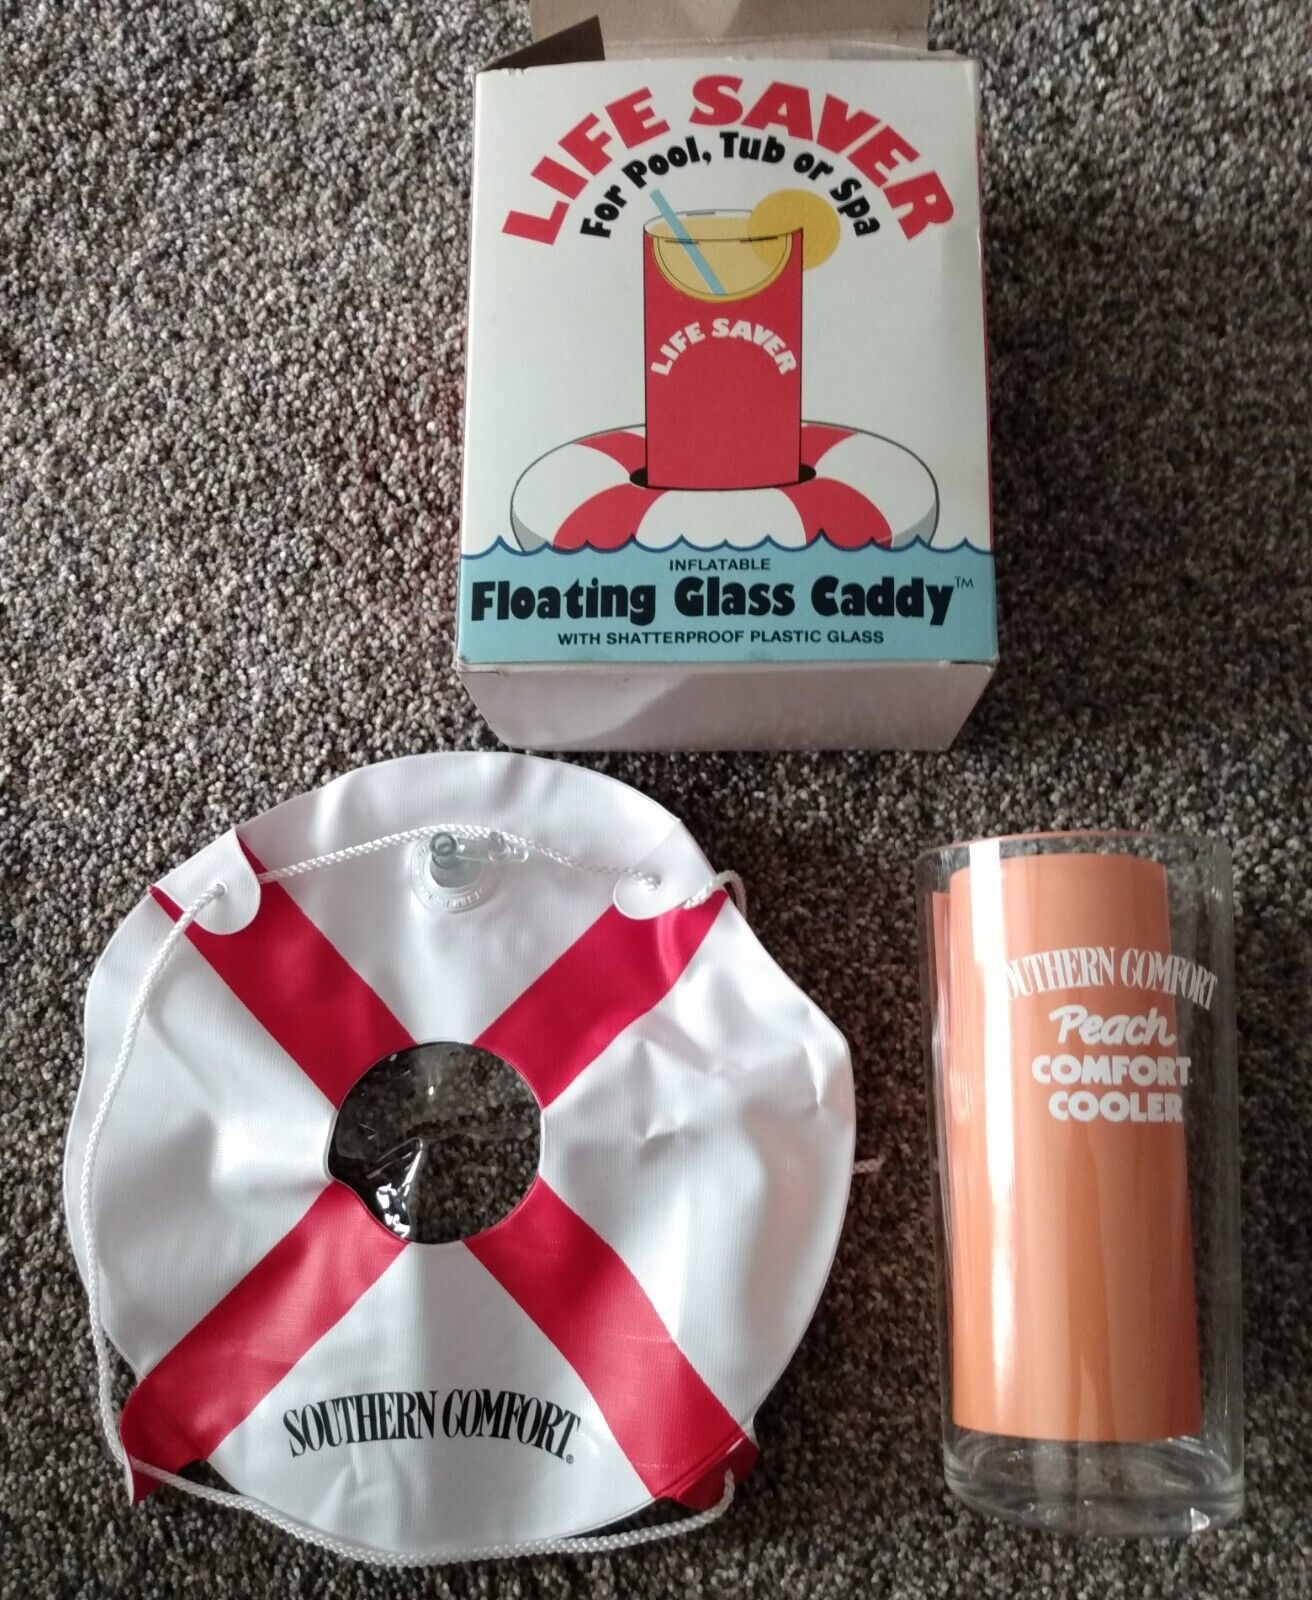 LIFE SAVER
For Pool, Tub or Spa
LIFE SAVER
INFLATABLE
Floating Glass Caddy™
WITH SHATTERPROOF PLASTIC GLASS
SOUTHERN COMFORT®
OUTHERN COMFORT
Peach
COMFORT
COOLER